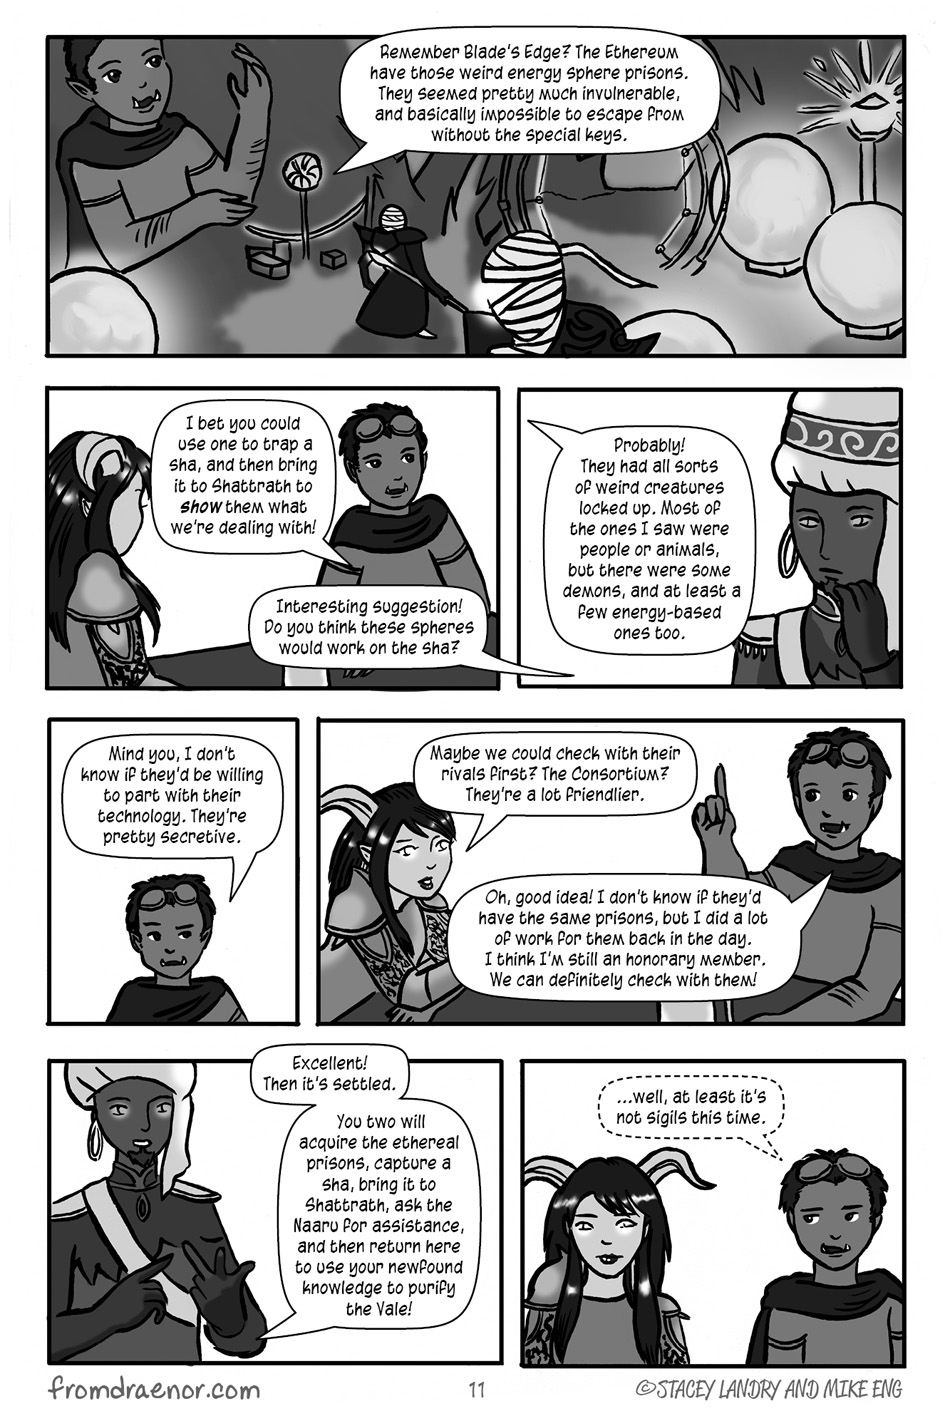 Remember Blade's Edge? The Ethereum
have those weird energy sphere prisons.
They seemed pretty much invulnerable,
and basically impossible to escape from
without the special keys.
I bet you could
use one to trap a
sha, and then bring
it to Shattrath to
show them what
we're dealing with!
Interesting suggestion!
Do you think these spheres
would work on the sha?
Probably!
They had all sorts
of weird creatures
locked up. Most of
the ones I saw were
people or animals,
but there were some
demons, and at least a
few energy-based
ones too.
Mind you, I don't
know if they'd be willing
to part with their
technology. They're
pretty secretive.
Maybe we could check with their
rivals first? The Consortium?
They're a lot friendlier.
Oh, good idea! I don't know if they'd
have the same prisons, but I did a lot
of work for them back in the day.
I think I'm still an honorary member.
We can definitely check with them!
Excellent!
Then it's settled.
You two will
acquire the ethereal
prisons, capture a
sha, bring it to
Shattrath, ask the
Naaru for assistance,
and then return here
to use your newfound
knowledge to purify
the Vale!
...well, at least it's
not sigils this time.
fromdraenor.com
11
©STACEY LANDRY AND MIKE ENG